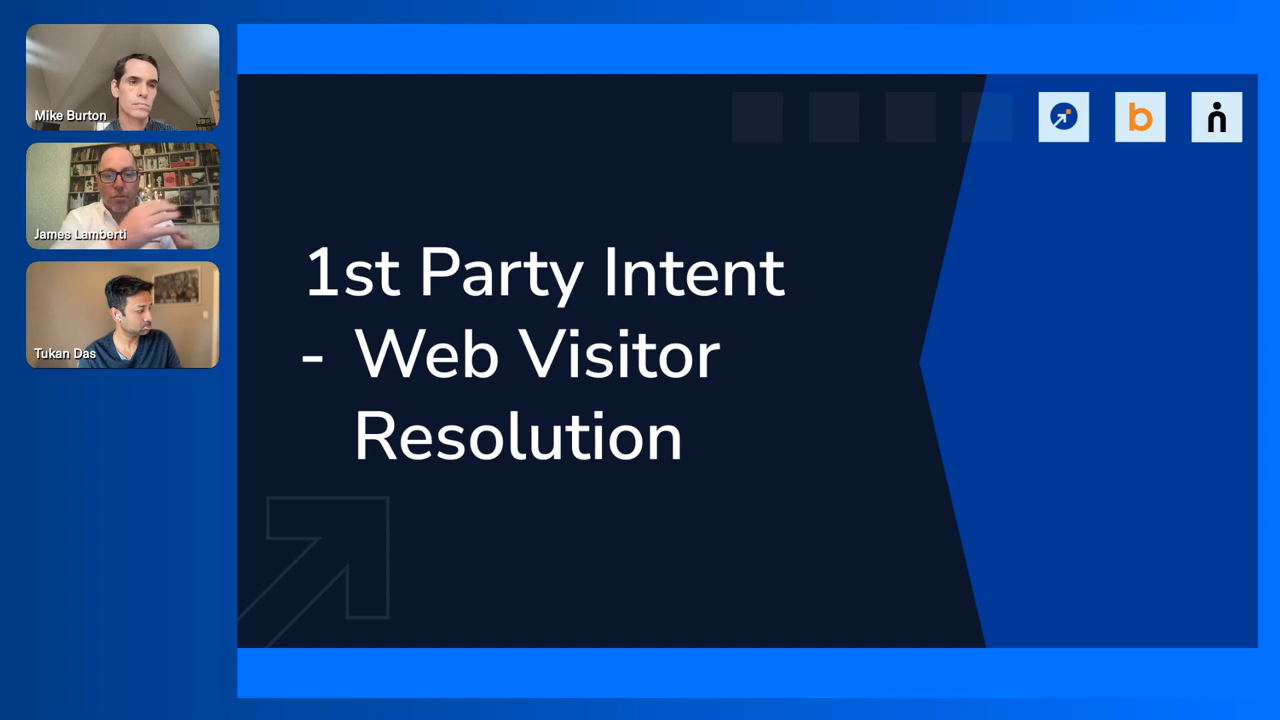 Mike Burton
James Lamberti
Tukan Das
b
n
1st Party Intent
- Web Visitor
Resolution